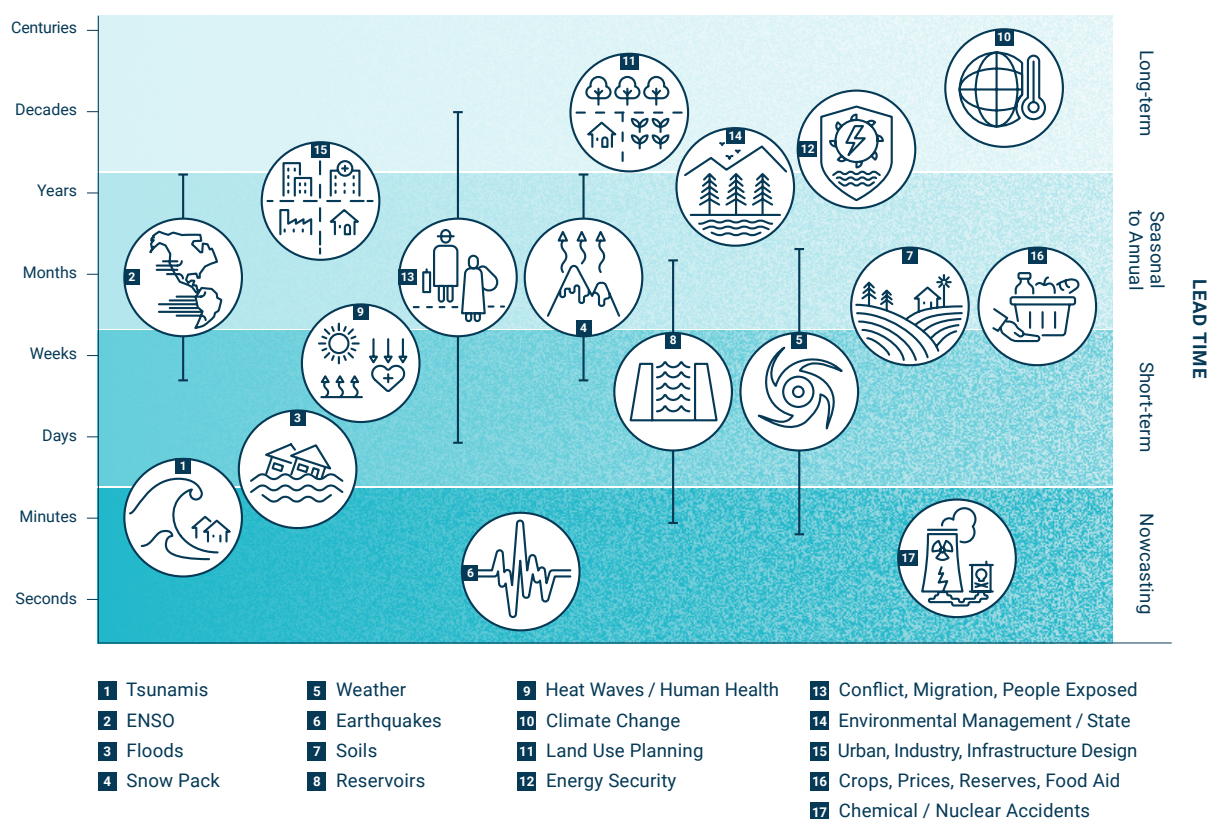 Centuries
Decades
Years
Months
Weeks
Days
Minutes
Seconds
10
11
14
12
15
2
13
4
7
16
9
8
5
3
1
6
17
Long-term
Seasonal
to Annual
Short-term
Nowcasting
LEAD TIME
1 Tsunamis
2 ENSO
3 Floods
4 Snow Pack
5 Weather
6 Earthquakes
7 Soils
8 Reservoirs
9 Heat Waves / Human Health
10 Climate Change
11 Land Use Planning
12 Energy Security
13 Conflict, Migration, People Exposed
14 Environmental Management / State
15 Urban, Industry, Infrastructure Design
16 Crops, Prices, Reserves, Food Aid
17 Chemical / Nuclear Accidents